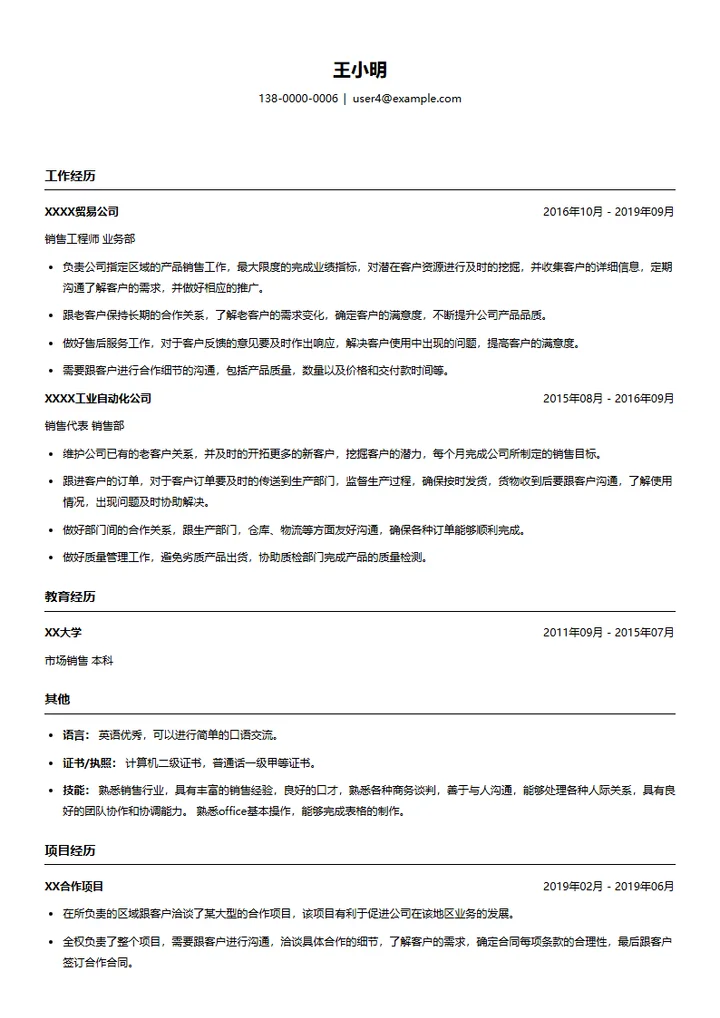 王小明
138-0000-0006 | user4@example.com
工作经历
XXXX贸易公司 2016年10月 - 2019年09月
销售工程师 业务部
• 负责公司指定区域的产品销售工作，最大限度的完成业绩指标，对潜在客户资源进行及时的挖掘，并收集客户的详细信息，定期
沟通了解客户的需求，并做好相应的推广。
• 跟老客户保持长期的合作关系，了解老客户的需求变化，确定客户的满意度，不断提升公司产品品质。
• 做好售后服务工作，对于客户反馈的意见要及时作出响应，解决客户使用中出现的问题，提高客户的满意度。
• 需要跟客户进行合作细节的沟通，包括产品质量，数量以及价格和交付款时间等。
XXXX工业自动化公司 2015年08月 - 2016年09月
销售代表 销售部
• 维护公司已有的老客户关系，并及时的开拓更多的新客户，挖掘客户的潜力，每个月完成公司所制定的销售目标。
• 跟进客户的订单，对于客户订单要及时的传送到生产部门，监督生产过程，确保按时发货，货物收到后要跟客户沟通，了解使用
情况，出现问题及时协助解决。
• 做好部门间的合作关系，跟生产部门，仓库、物流等方面友好沟通，确保各种订单能够顺利完成。
• 做好质量管理工作，避免劣质产品出货，协助质检部门完成产品的质量检测。
教育经历
XX大学 2011年09月 - 2015年07月
市场销售 本科
其他
• 语言： 英语优秀，可以进行简单的口语交流。
• 证书/执照： 计算机二级证书，普通话一级甲等证书。
• 技能： 熟悉销售行业，具有丰富的销售经验，良好的口才，熟悉各种商务谈判，善于与人沟通，能够处理各种人际关系，具有良
好的团队协作和协调能力。 熟悉office基本操作，能够完成表格的制作。
项目经历
XX合作项目 2019年02月 - 2019年06月
• 在所负责的区域跟客户洽谈了某大型的合作项目，该项目有利于促进公司在该地区业务的发展。
• 全权负责了整个项目，需要跟客户进行沟通，洽谈具体合作的细节，了解客户的需求，确定合同每项条款的合理性，最后跟客户
签订合作合同。